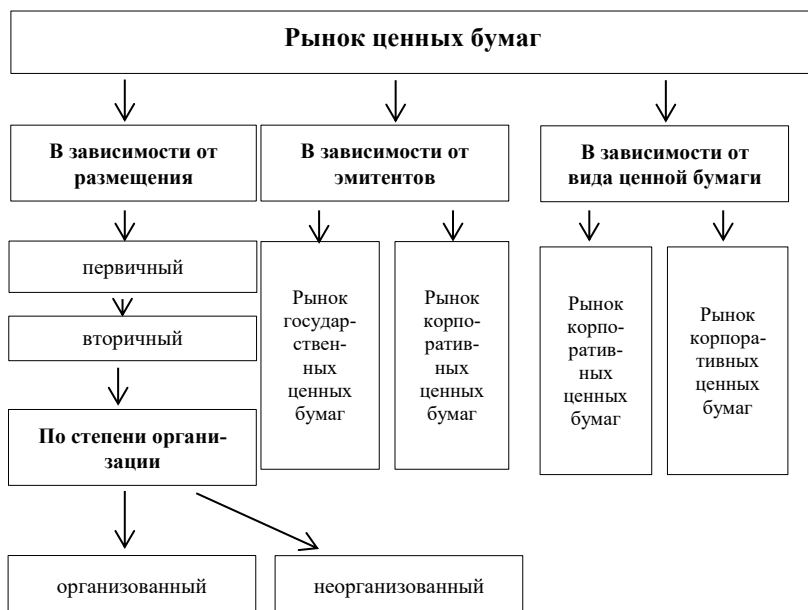 Рынок ценных бумаг
В зависимости от
размещения
В зависимости от
эмитентов
В зависимости от
вида ценной бумаги
первичный
вторичный
По степени органи-
зации
организованный
неорганизованный
Рынок
государ-
ствен-
ных
ценных
бумаг
Рынок
корпо-
ратив-
ных
ценных
бумаг
Рынок
корпо-
ратив-
ных
ценных
бумаг
Рынок
корпора-
тивных
ценных
бумаг